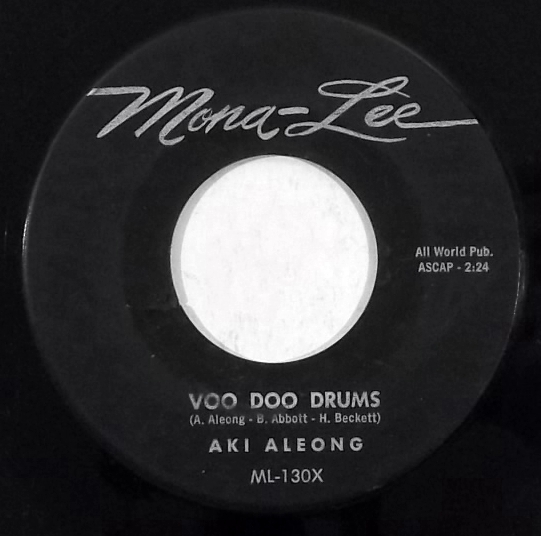 Mona-Lee
All World Pub.
ASCAP - 2:24
VOO DOO DRUMS
(A. Aleong - B. Abbott - H. Beckett)
AKI ALEONG
ML-130X